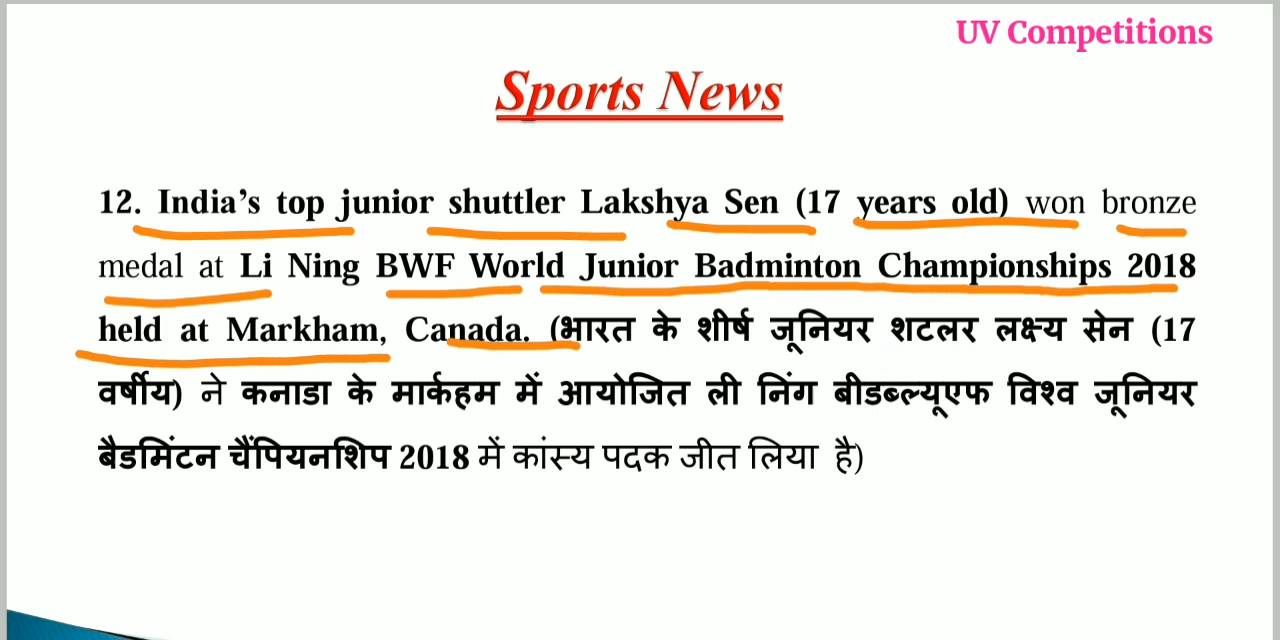 UV Competitions
Sports News
12. India’s top junior shuttler Lakshya Sen (17 years old) won bronze
medal at Li Ning BWF World Junior Badminton Championships 2018
held at Markham, Canada. (भारत के शीर्ष जूनियर शटलर लक्ष्य सेन (17
वर्षीय) ने कनाडा के मार्कहम में आयोजित ली निंग बीडब्ल्यूएफ विश्व जूनियर
बैडमिंटन चैंपियनशिप 2018 में कांस्य पदक जीत लिया है)